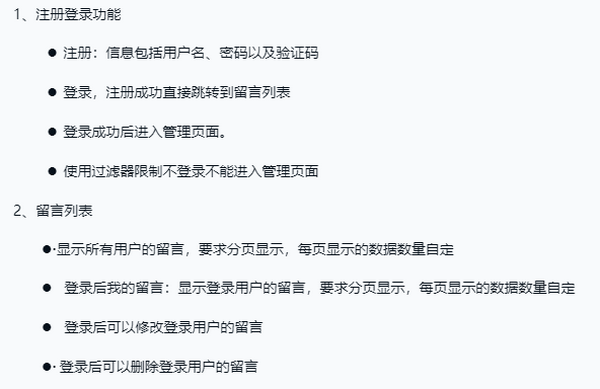 1、注册登录功能
● 注册：信息包括用户名、密码以及验证码
● 登录，注册成功直接跳转到留言列表
● 登录成功后进入管理页面。
● 使用过滤器限制不登录不能进入管理页面
2、留言列表
●·显示所有用户的留言，要求分页显示，每页显示的数据数量自定
● 登录后我的留言：显示登录用户的留言，要求分页显示，每页显示的数据数量自定
● 登录后可以修改登录用户的留言
●· 登录后可以删除登录用户的留言